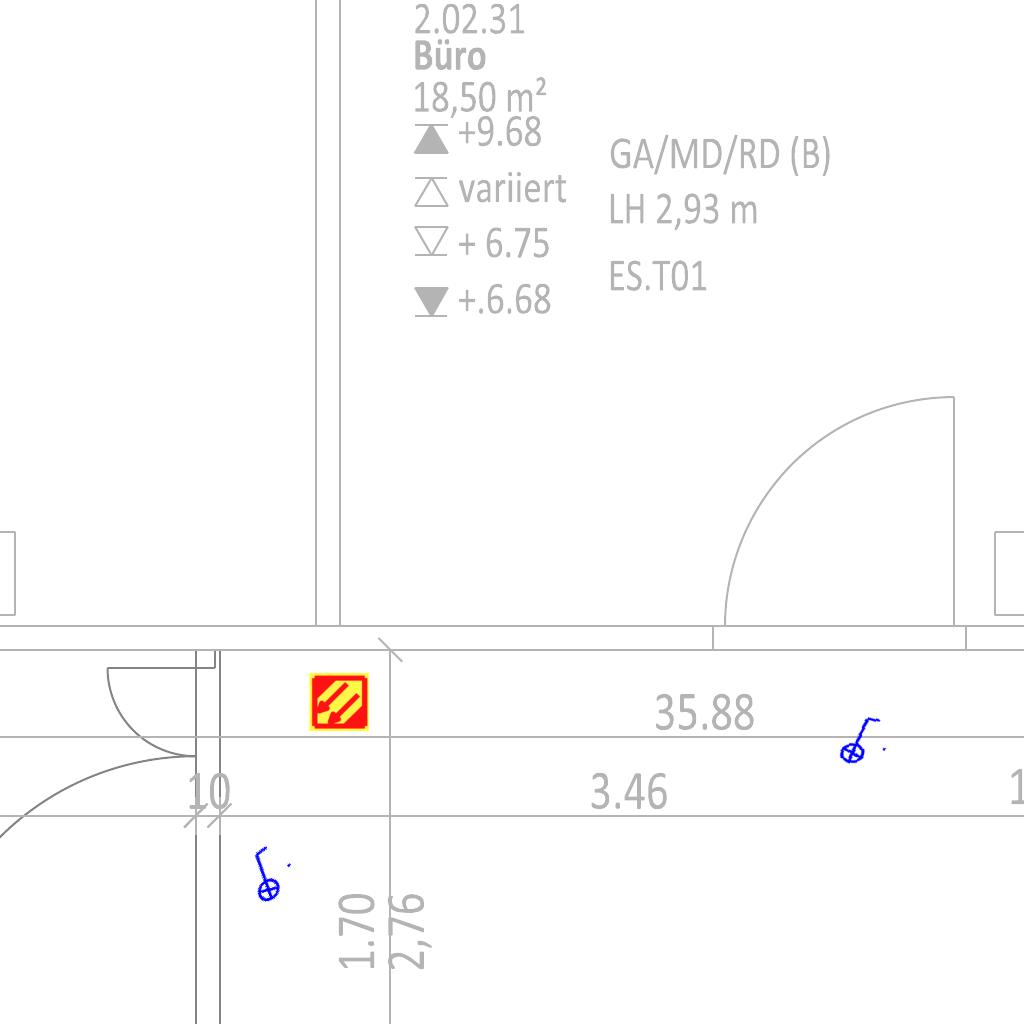 2.02.31
Büro
18,50 m²
+9.68
variiert
+ 6.75
+.6.68
GA/MD/RD (B)
LH 2,93 m
ES.T01
35.88
10
3.46
1
1.70
2,76